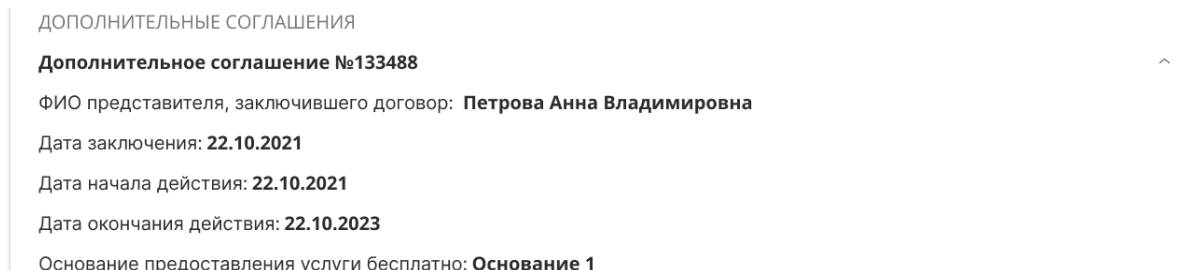 ДОПОЛНИТЕЛЬНЫЕ СОГЛАШЕНИЯ
Дополнительное соглашение №133488
ФИО представителя, заключившего договор: Петрова Анна Владимировна
Дата заключения: 22.10.2021
Дата начала действия: 22.10.2021
Дата окончания действия: 22.10.2023
Основание предоставления услуги бесплатно: Основание 1